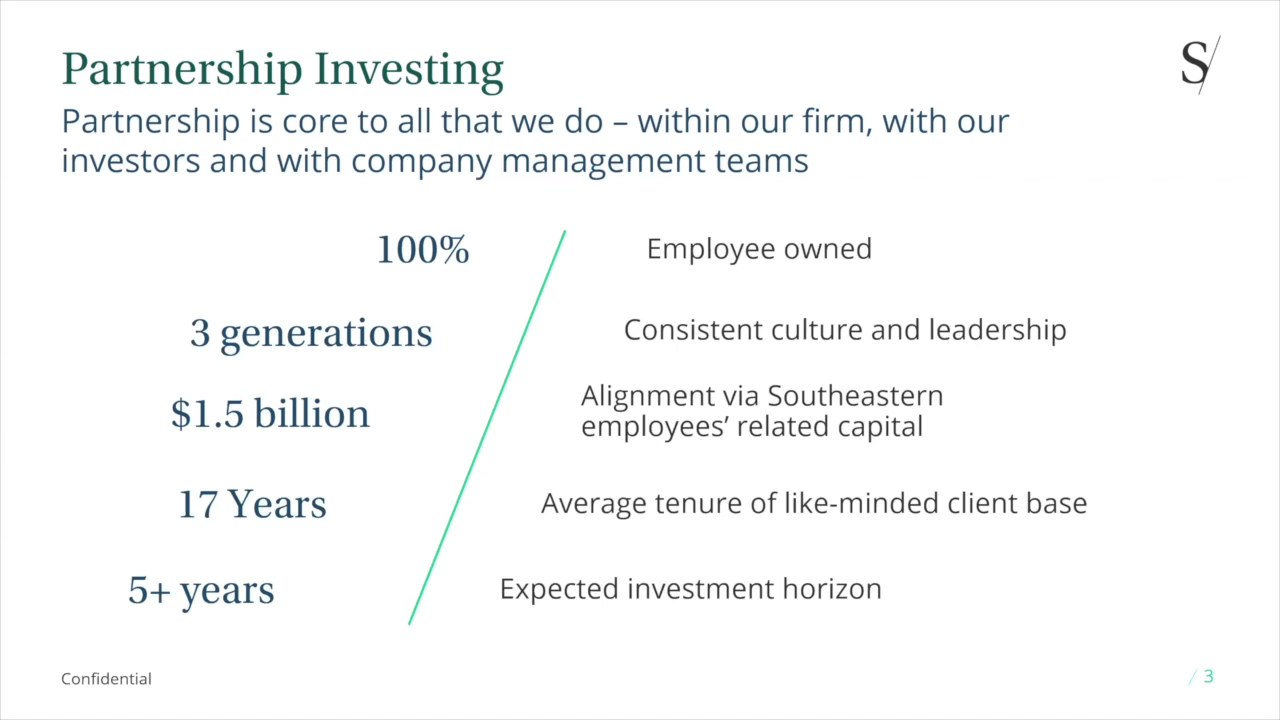 Partnership Investing
S/
Partnership is core to all that we do – within our firm, with our
investors and with company management teams
100%
Employee owned
3 generations
Consistent culture and leadership
$1.5 billion
Alignment via Southeastern
employees’ related capital
17 Years
Average tenure of like-minded client base
5+ years
Expected investment horizon
Confidential
/ 3